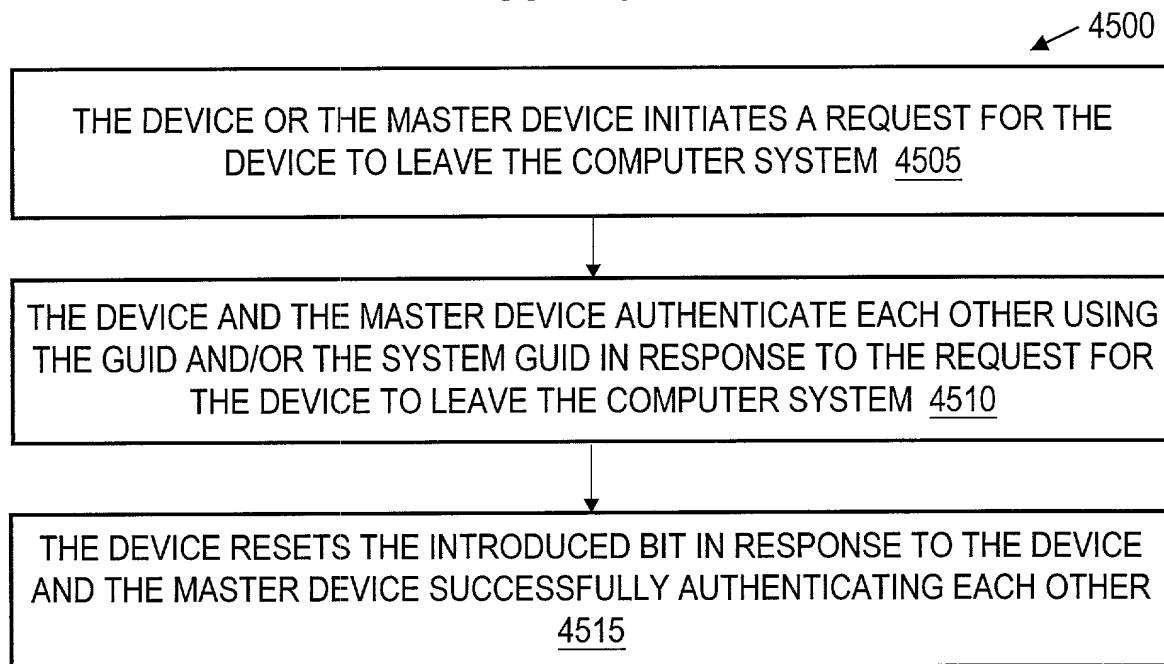 4500
THE DEVICE OR THE MASTER DEVICE INITIATES A REQUEST FOR THE
DEVICE TO LEAVE THE COMPUTER SYSTEM 4505
THE DEVICE AND THE MASTER DEVICE AUTHENTICATE EACH OTHER USING
THE GUID AND/OR THE SYSTEM GUID IN RESPONSE TO THE REQUEST FOR
THE DEVICE TO LEAVE THE COMPUTER SYSTEM 4510
THE DEVICE RESETS THE INTRODUCED BIT IN RESPONSE TO THE DEVICE
AND THE MASTER DEVICE SUCCESSFULLY AUTHENTICATING EACH OTHER
4515